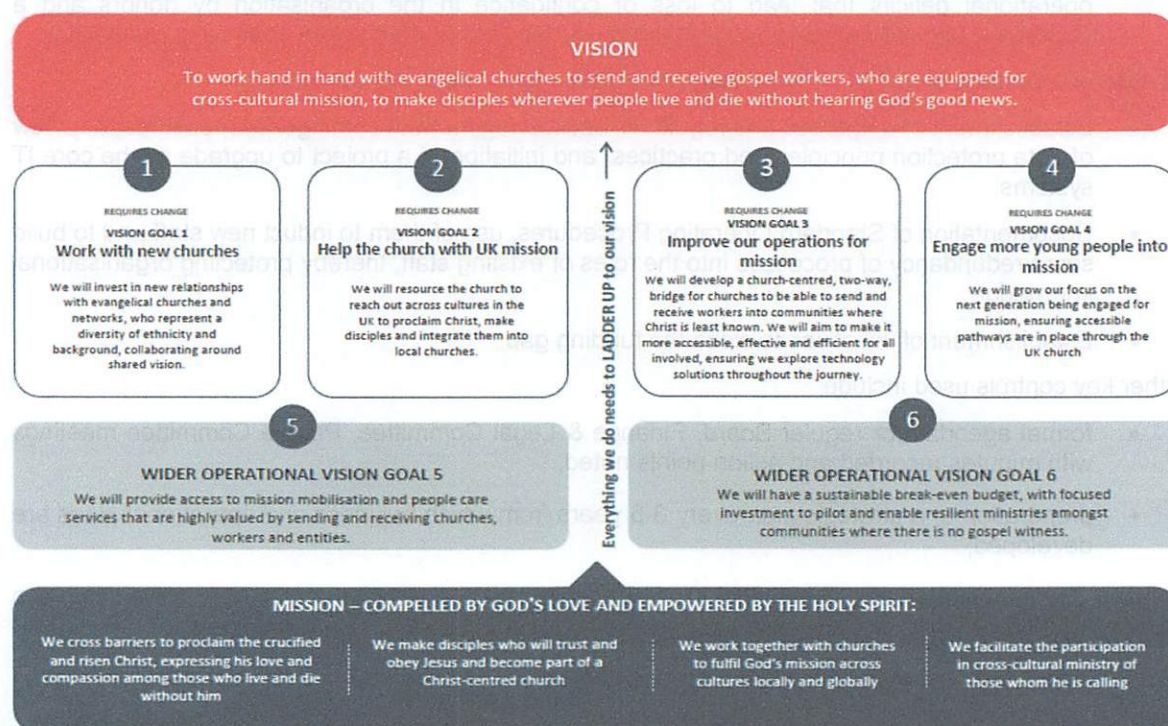 VISION
To work hand in hand with evangelical churches to send and receive gospel workers, who are equipped for
cross-cultural mission, to make disciples wherever people live and die without hearing God's good news.
1
REQUIRES CHANGE
VISION GOAL 1
Work with new churches
We will invest in new relationships
with evangelical churches and
networks, who represent a
diversity of ethnicity and
background, collaborating around
shared vision.
2
REQUIRES CHANGE
VISION GOAL 2
Help the church with UK mission
We will resource the church to
reach out across cultures in the
UK to proclaim Christ, make
disciples and integrate them into
local churches.
Everything we do needs to LADDER UP to our vision
3
REQUIRES CHANGE
VISION GOAL 3
Improve our operations for
mission
We will develop a church-centred, two-way,
bridge for churches to be able to send and
receive workers into communities where
Christ is least known. We will aim to make it
more accessible, effective and efficient for all
involved, ensuring we explore technology
solutions throughout the journey.
4
REQUIRES CHANGE
VISION GOAL 4
Engage more young people into
mission
We will grow our focus on the
next generation being engaged for
mission, ensuring accessible
pathways are in place through the
UK church
5
WIDER OPERATIONAL VISION GOAL 5
We will provide access to mission mobilisation and people care
services that are highly valued by sending and receiving churches,
workers and entities.
6
WIDER OPERATIONAL VISION GOAL 6
We will have a sustainable break-even budget, with focused
investment to pilot and enable resilient ministries amongst
communities where there is no gospel witness.
MISSION – COMPELLED BY GOD'S LOVE AND EMPOWERED BY THE HOLY SPIRIT:
We cross barriers to proclaim the crucified
and risen Christ, expressing his love and
compassion among those who live and die
without him
We make disciples who will trust and
obey Jesus and become part of a
Christ-centred church
We work together with churches
to fulfil God's mission across
cultures locally and globally
We facilitate the participation
in cross-cultural ministry of
those whom he is calling